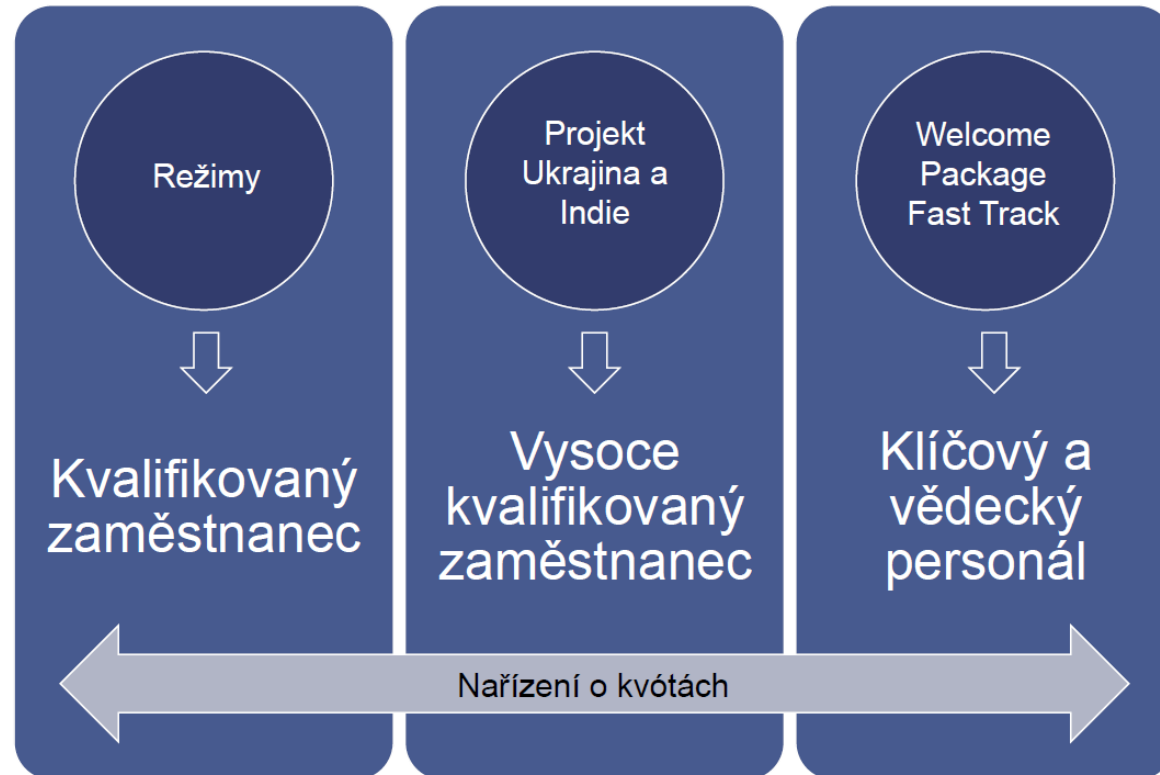 Režimy
Projekt
Ukrajina a
Indie
Welcome
Package
Fast Track
Kvalifikovaný
zaměstnanec
Vysoce
kvalifikovaný
zaměstnanec
Klíčový a
vědecký
personál
Nařízení o kvótách